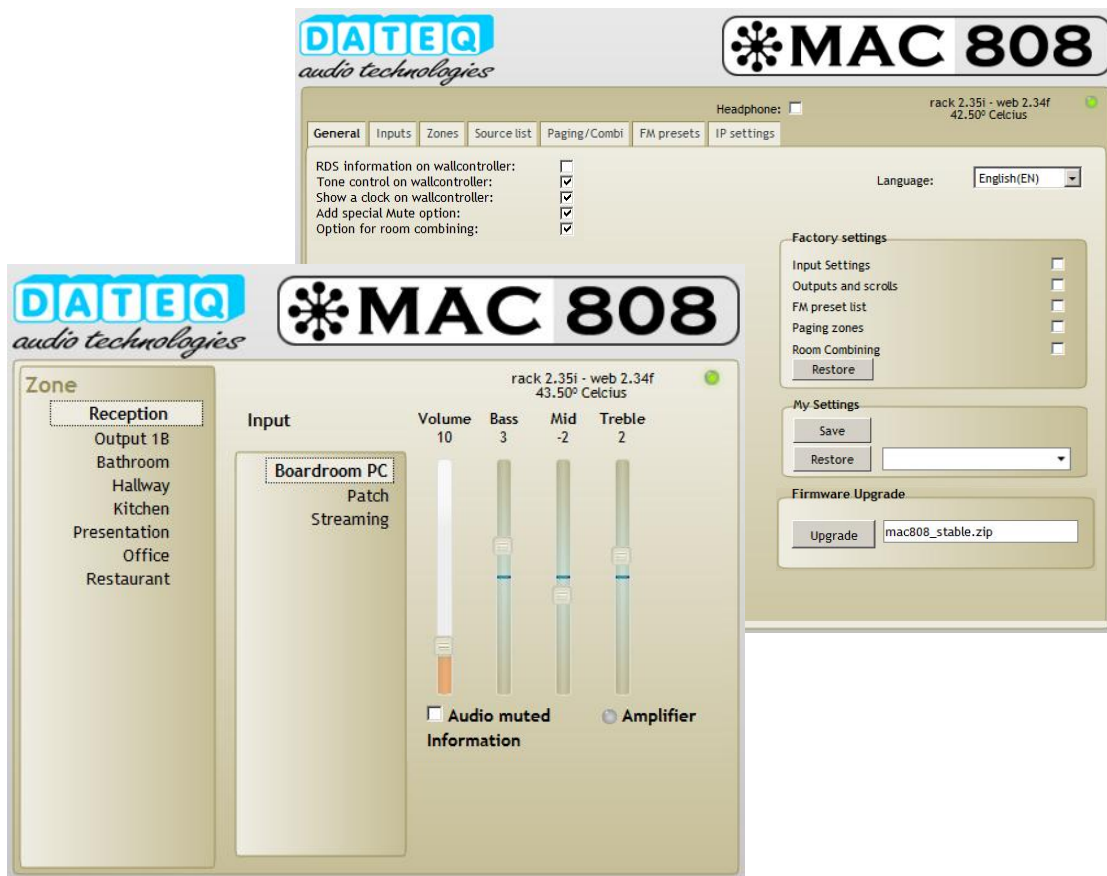 DATEQ
audio technologies
MAC 808
Headphone:
rack 2.35i - web 2.34f
42.50º Celcius
General Inputs Zones Source list Paging/Combi FM presets IP settings
RDS information on wallcontroller:
Tone control on wallcontroller:
Show a clock on wallcontroller:
Add special Mute option:
Option for room combining:
Language: English(EN)
Factory settings
Input Settings
Outputs and scrolls
FM preset list
Paging zones
Room Combining
Restore
My Settings
Save
Restore
Firmware Upgrade
Upgrade mac808_stable.zip
DATEQ
audio technologies
MAC 808
rack 2.35i - web 2.34f
43.50º Celcius
Zone
Reception
Output 1B
Bathroom
Hallway
Kitchen
Presentation
Office
Restaurant
Input
Boardroom PC
Patch
Streaming
Volume Bass Mid Treble
10 3 -2 2
Audio muted
Amplifier
Information